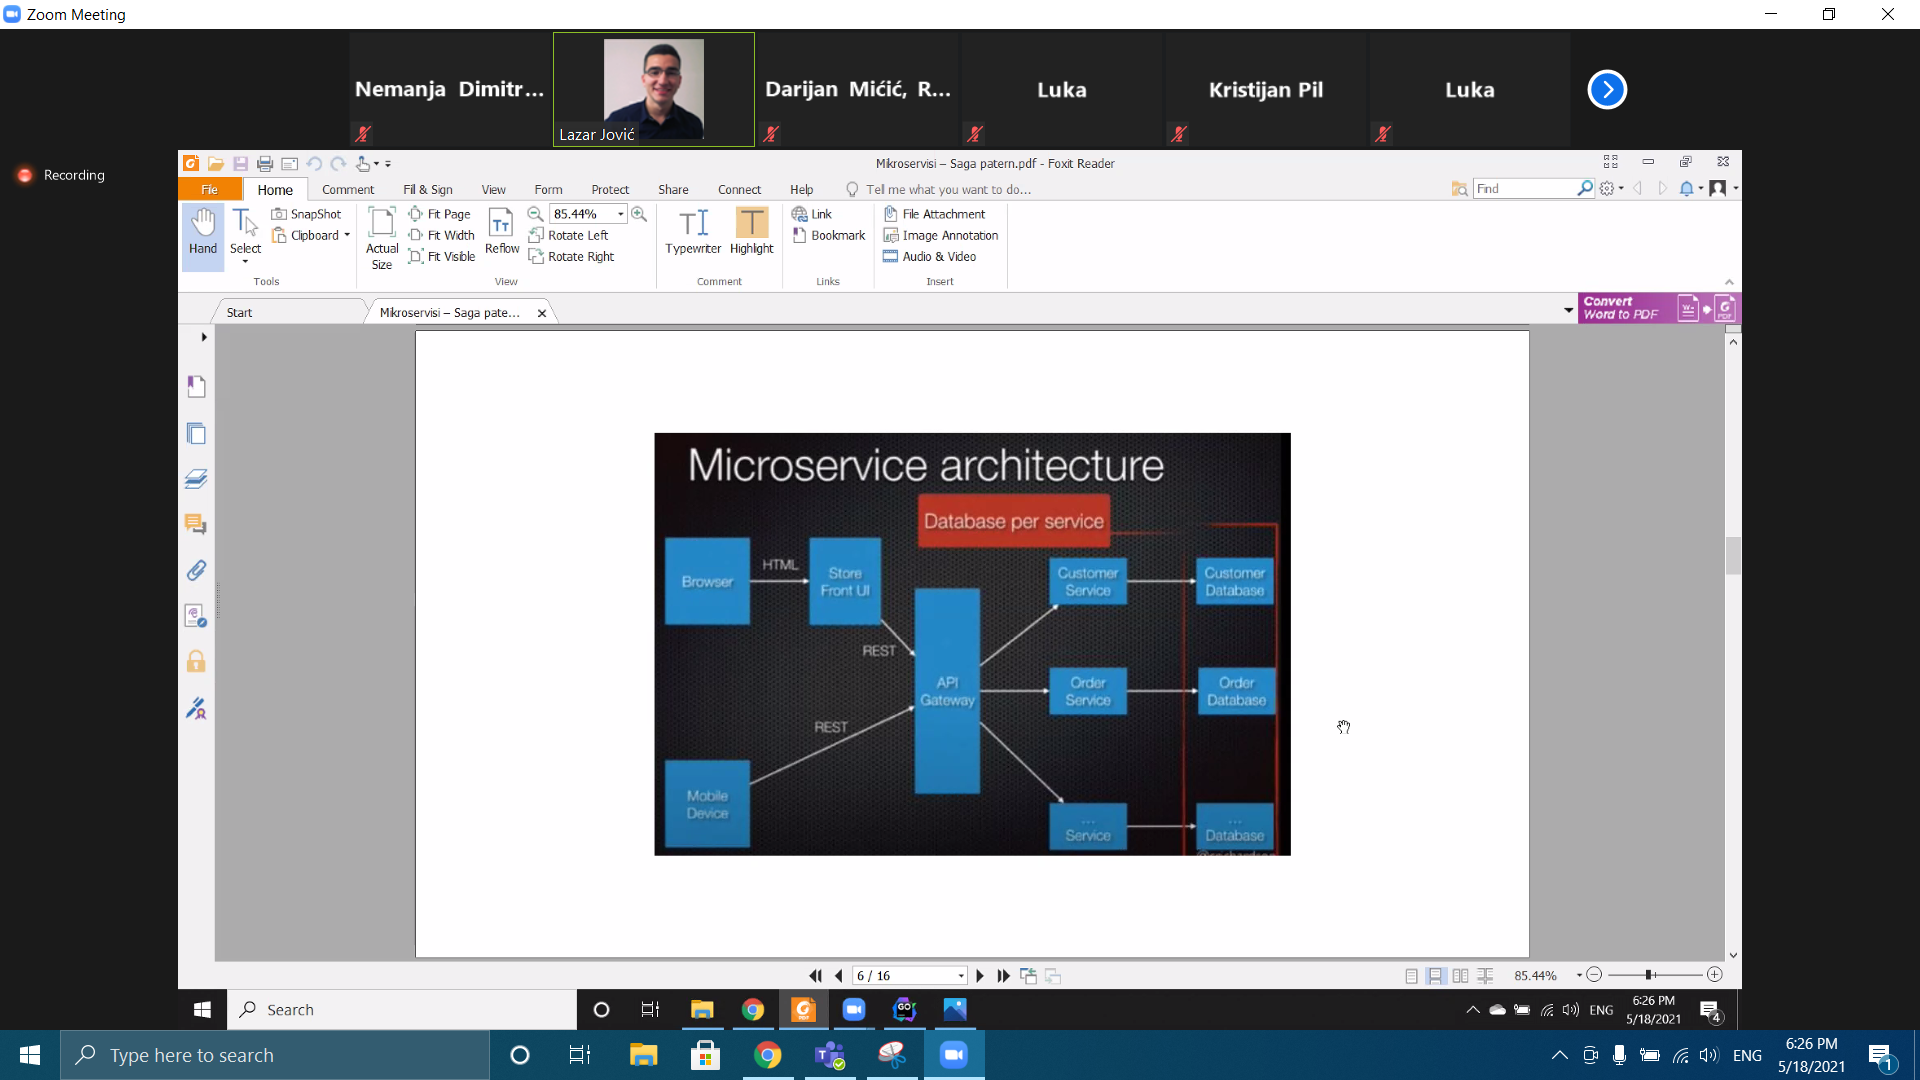 Zoom Meeting
Nemanja Dimitr...
Lazar Jović
Darijan Mićić, R...
Luka
Kristijan Pil
Luka
Recording
Mikroservisi – Saga patern.pdf - Foxit Reader
File
Home
Comment
Fill & Sign
View
Form
Protect
Share
Connect
Help
Tell me what you want to do...
Find
Hand
Select
SnapShot
Clipboard
Tools
Actual
Size
Fit Page
Fit Width
Fit Visible
Reflow
85.44%
Rotate Left
Rotate Right
View
Typewriter
Highlight
Comment
Link
Bookmark
Links
File Attachment
Image Annotation
Audio & Video
Insert
Start
Mikroservisi – Saga pate...
Convert
Word to PDF
Microservice architecture
Database per service
Browser
HTML
Store
Front UI
REST
API
Gateway
REST
Mobile
Device
Customer
Service
Customer
Database
Order
Service
Order
Database
...
Service
...
Database
6 / 16
85.44%
Search
ENG
6:26 PM
5/18/2021
4
Type here to search
ENG
6:26 PM
5/18/2021
1